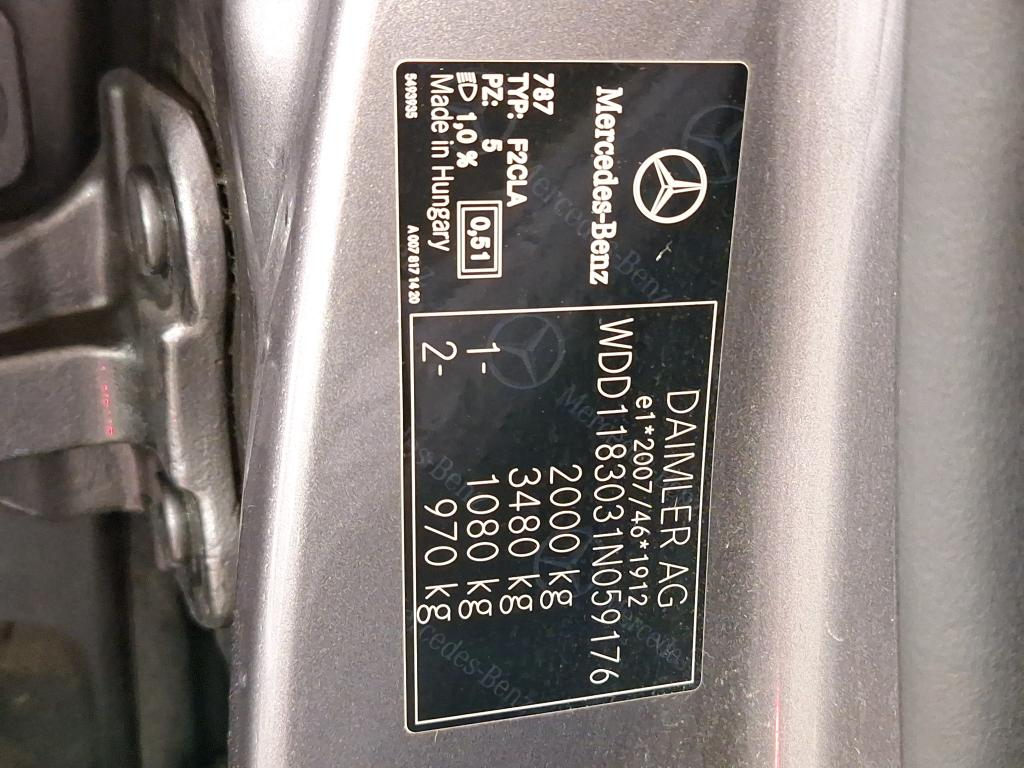 Mercedes-Benz
787
TYP: F2CLA
PZ: 5
1,0 %
0,51
Made in Hungary
5493935
A 007 817 14 20
DAIMLER AG
e1*2007/46*1912
WDD1183031N059176
2000 kg
3480 kg
1- 1080 kg
2- 970 kg